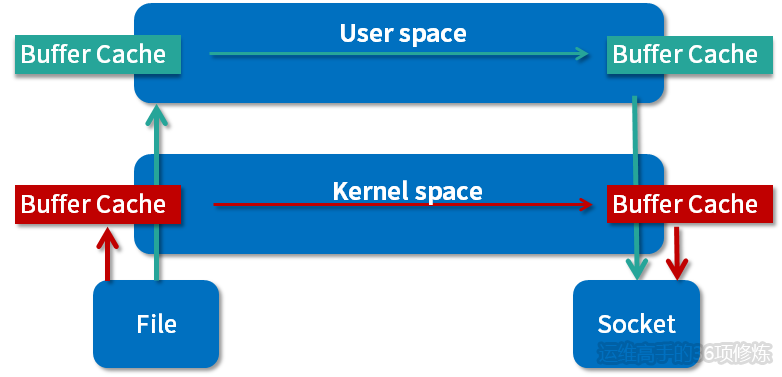 User space
Buffer Cache
Buffer Cache
Kernel space
Buffer Cache
Buffer Cache
File
Socket
运维高手的36项修炼